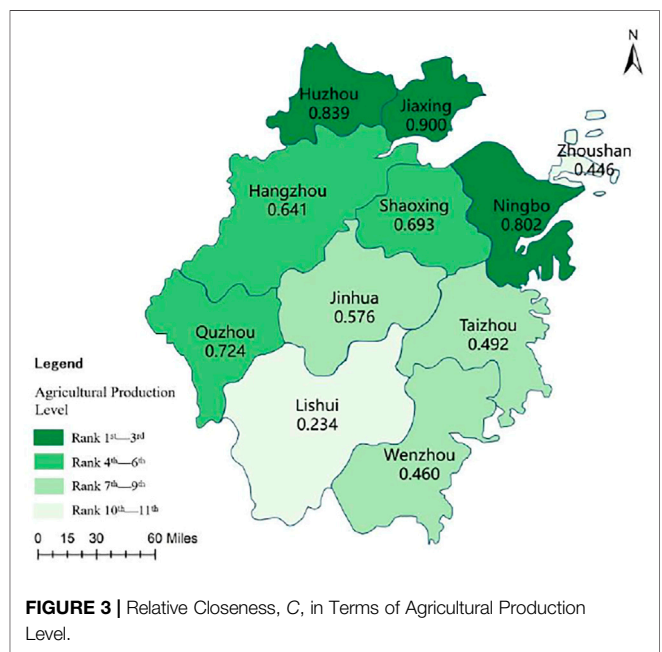 N
Huzhou
0.839
Jiaxing
0.900
Zhoushan
0.446
Hangzhou
0.641
Shaoxing
0.693
Ningbo
0.802
Jinhua
0.576
Quzhou
0.724
Taizhou
0.492
Lishui
0.234
Wenzhou
0.460
Legend
Agricultural Production
Level
Rank 1st—3rd
Rank 4th—6th
Rank 7th—9th
Rank 10th—11th
0 15 30 60 Miles
FIGURE 3 | Relative Closeness, C, in Terms of Agricultural Production
Level.